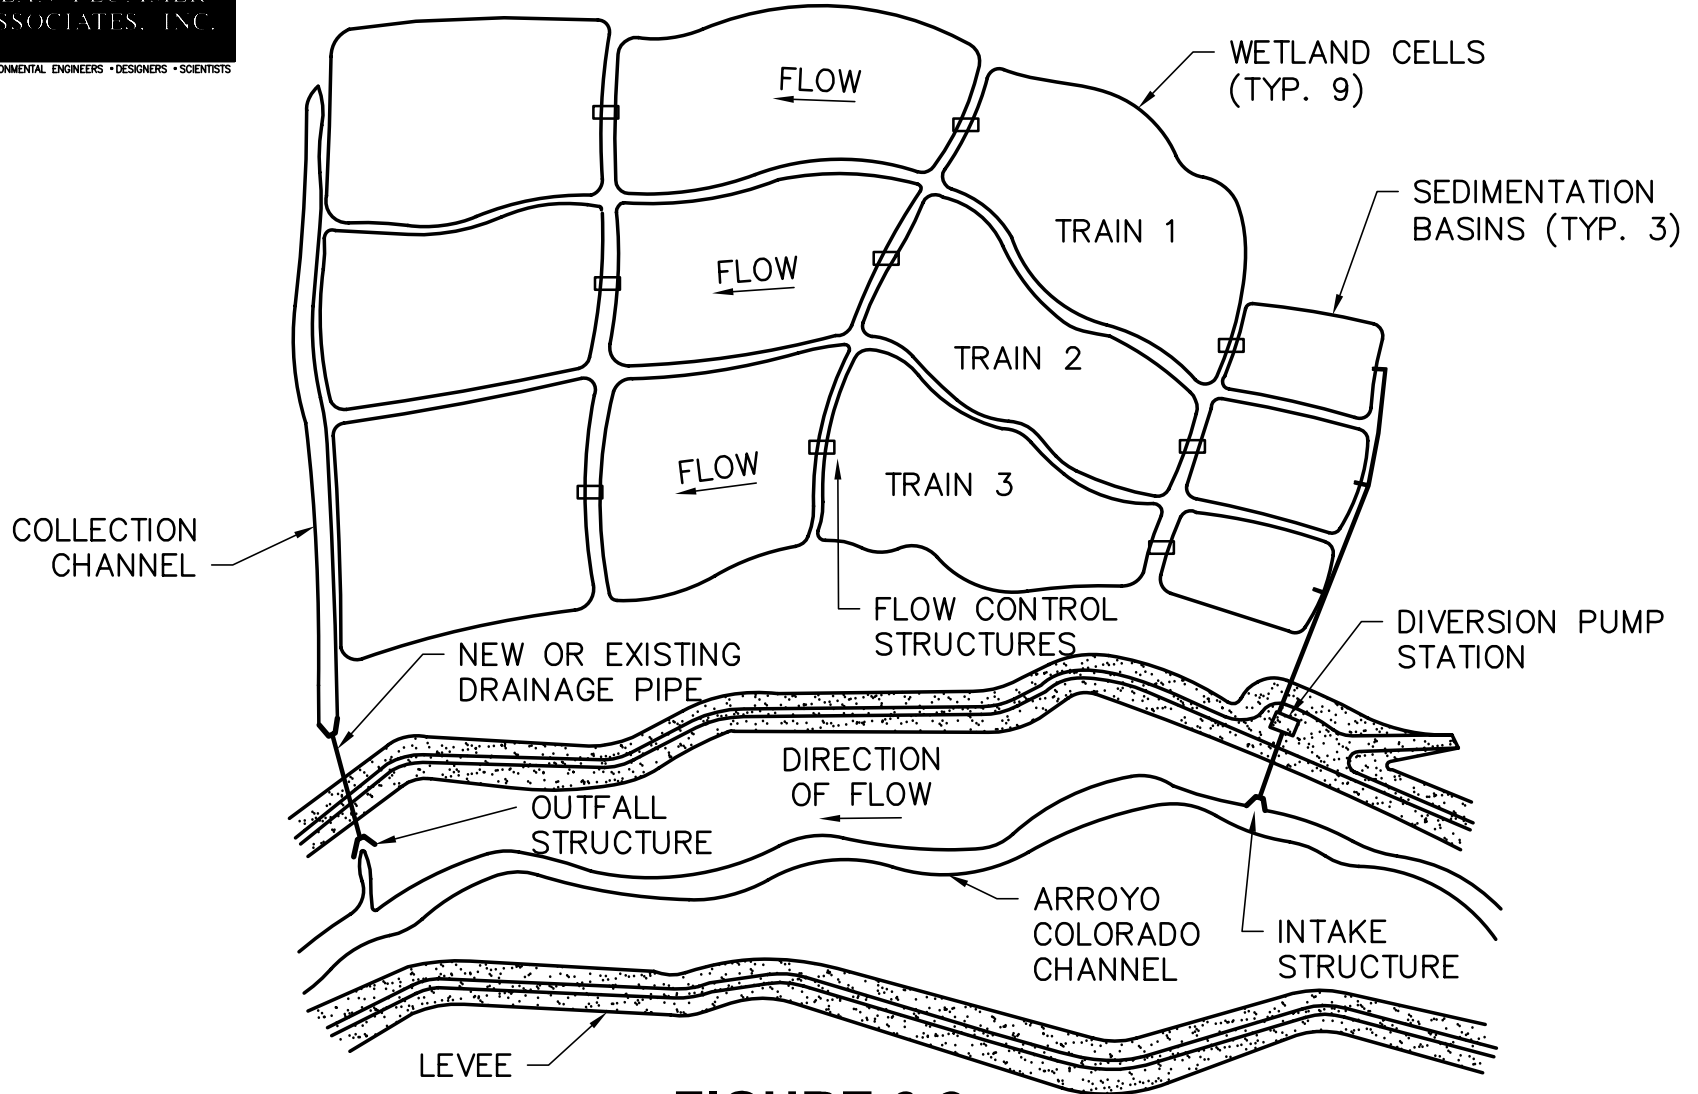 SSOCIATES, INC.
ONMENTAL ENGINEERS • DESIGNERS • SCIENTISTS
FLOW
WETLAND CELLS
(TYP. 9)
SEDIMENTATION
BASINS (TYP. 3)
TRAIN 1
FLOW
TRAIN 2
FLOW
TRAIN 3
COLLECTION
CHANNEL
FLOW CONTROL
STRUCTURES
DIVERSION PUMP
STATION
NEW OR EXISTING
DRAINAGE PIPE
DIRECTION
OF FLOW
OUTFALL
STRUCTURE
ARROYO
COLORADO
CHANNEL
INTAKE
STRUCTURE
LEVEE